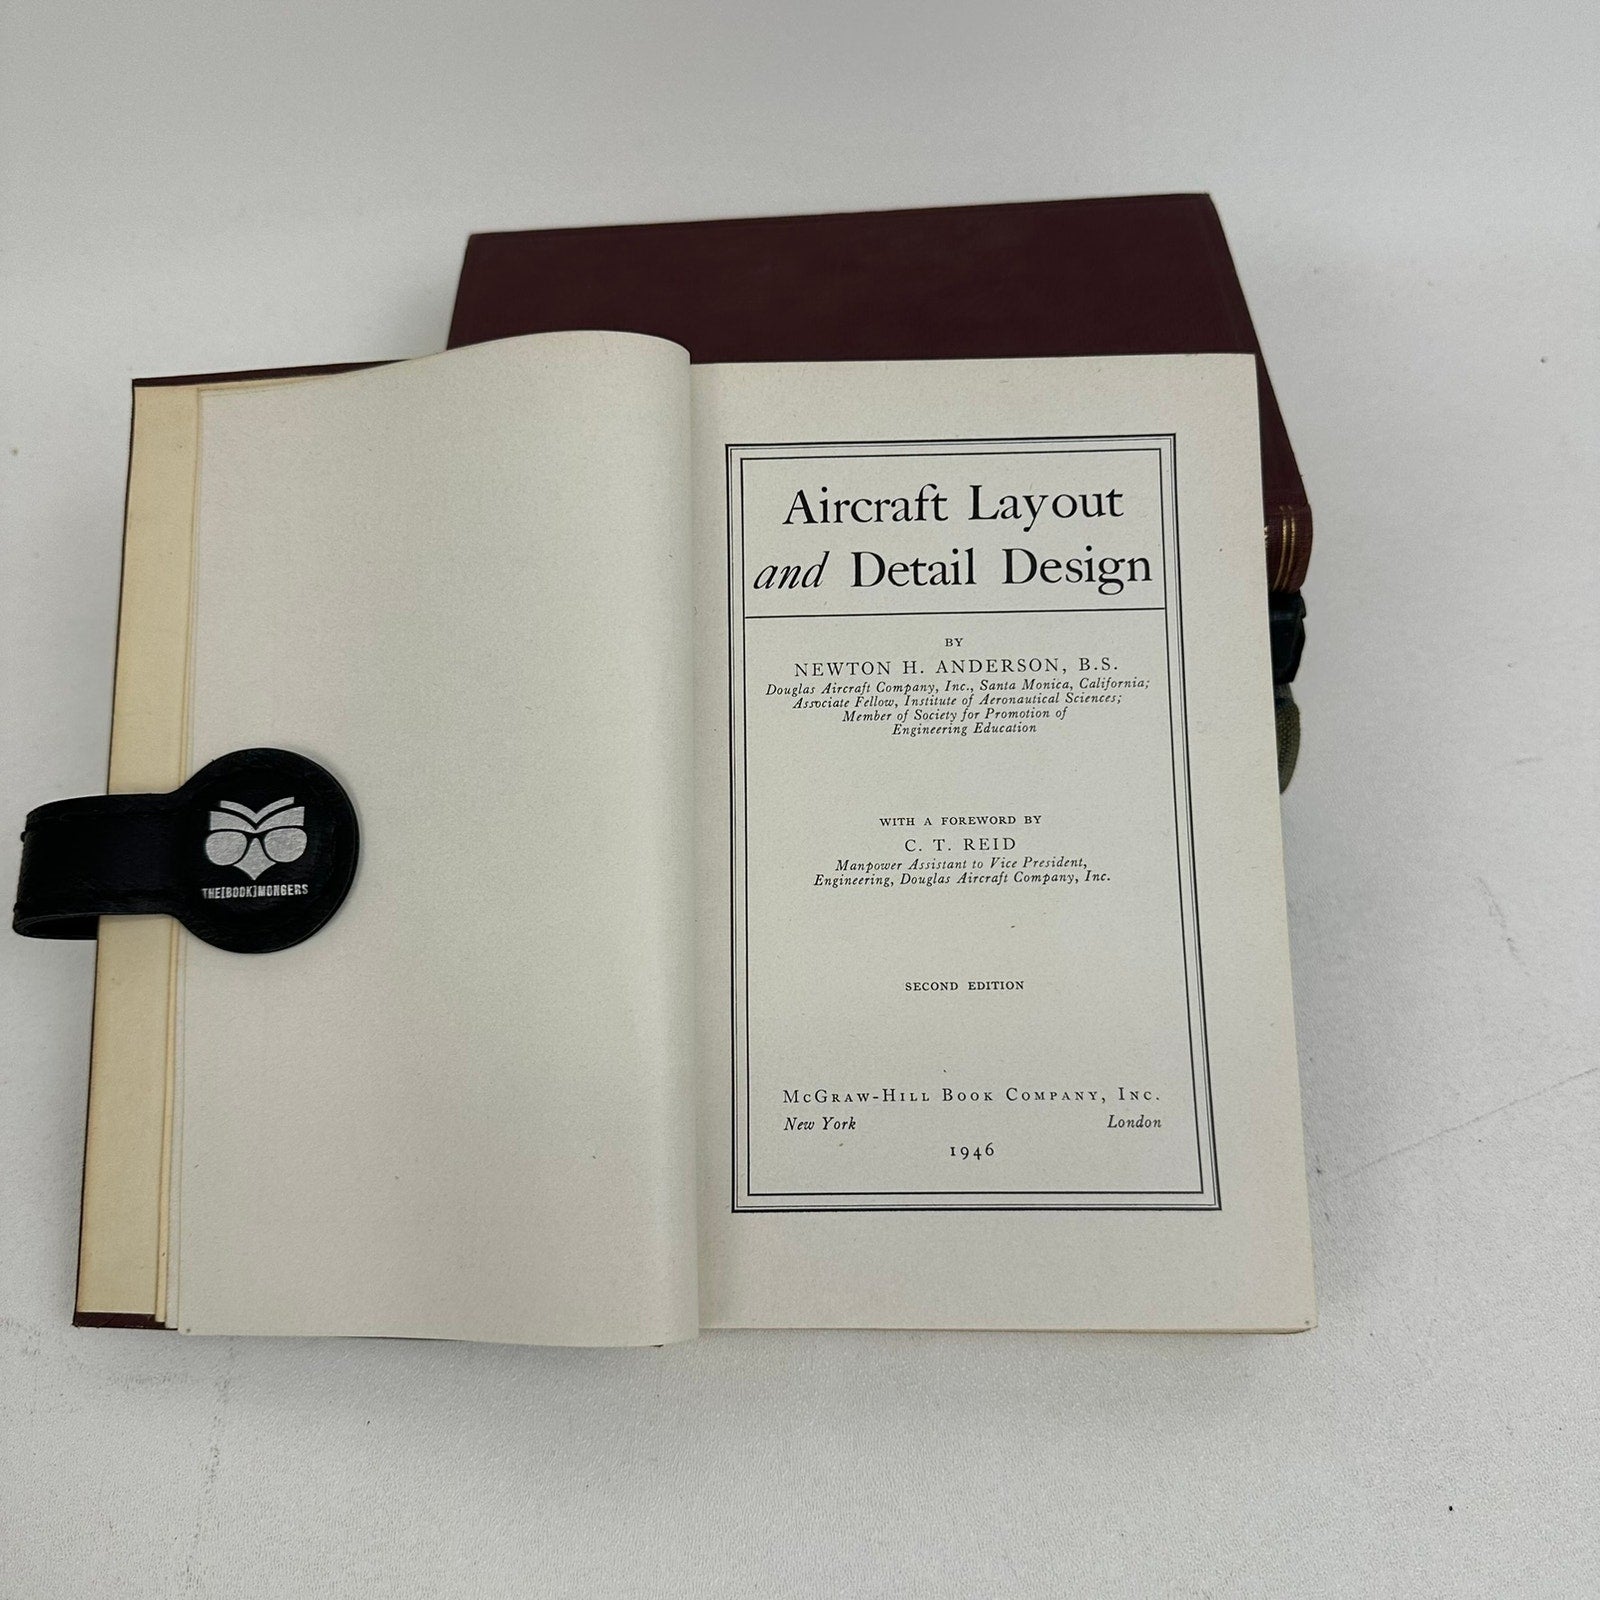 THE[BOOK]MONGERS
Aircraft Layout
and Detail Design
BY
NEWTON H. ANDERSON, B.S.
Douglas Aircraft Company, Inc., Santa Monica, California;
Associate Fellow, Institute of Aeronautical Sciences;
Member of Society for Promotion of
Engineering Education
WITH A FOREWORD BY
C. T. REID
Manpower Assistant to Vice President,
Engineering, Douglas Aircraft Company, Inc.
SECOND EDITION
McGRAW-HILL BOOK COMPANY, INC.
New York London
1946